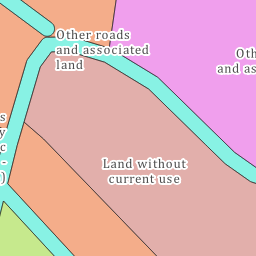 Other roads
and associated
land
Oth
and as
s
y
c
-
)
Land without
current use